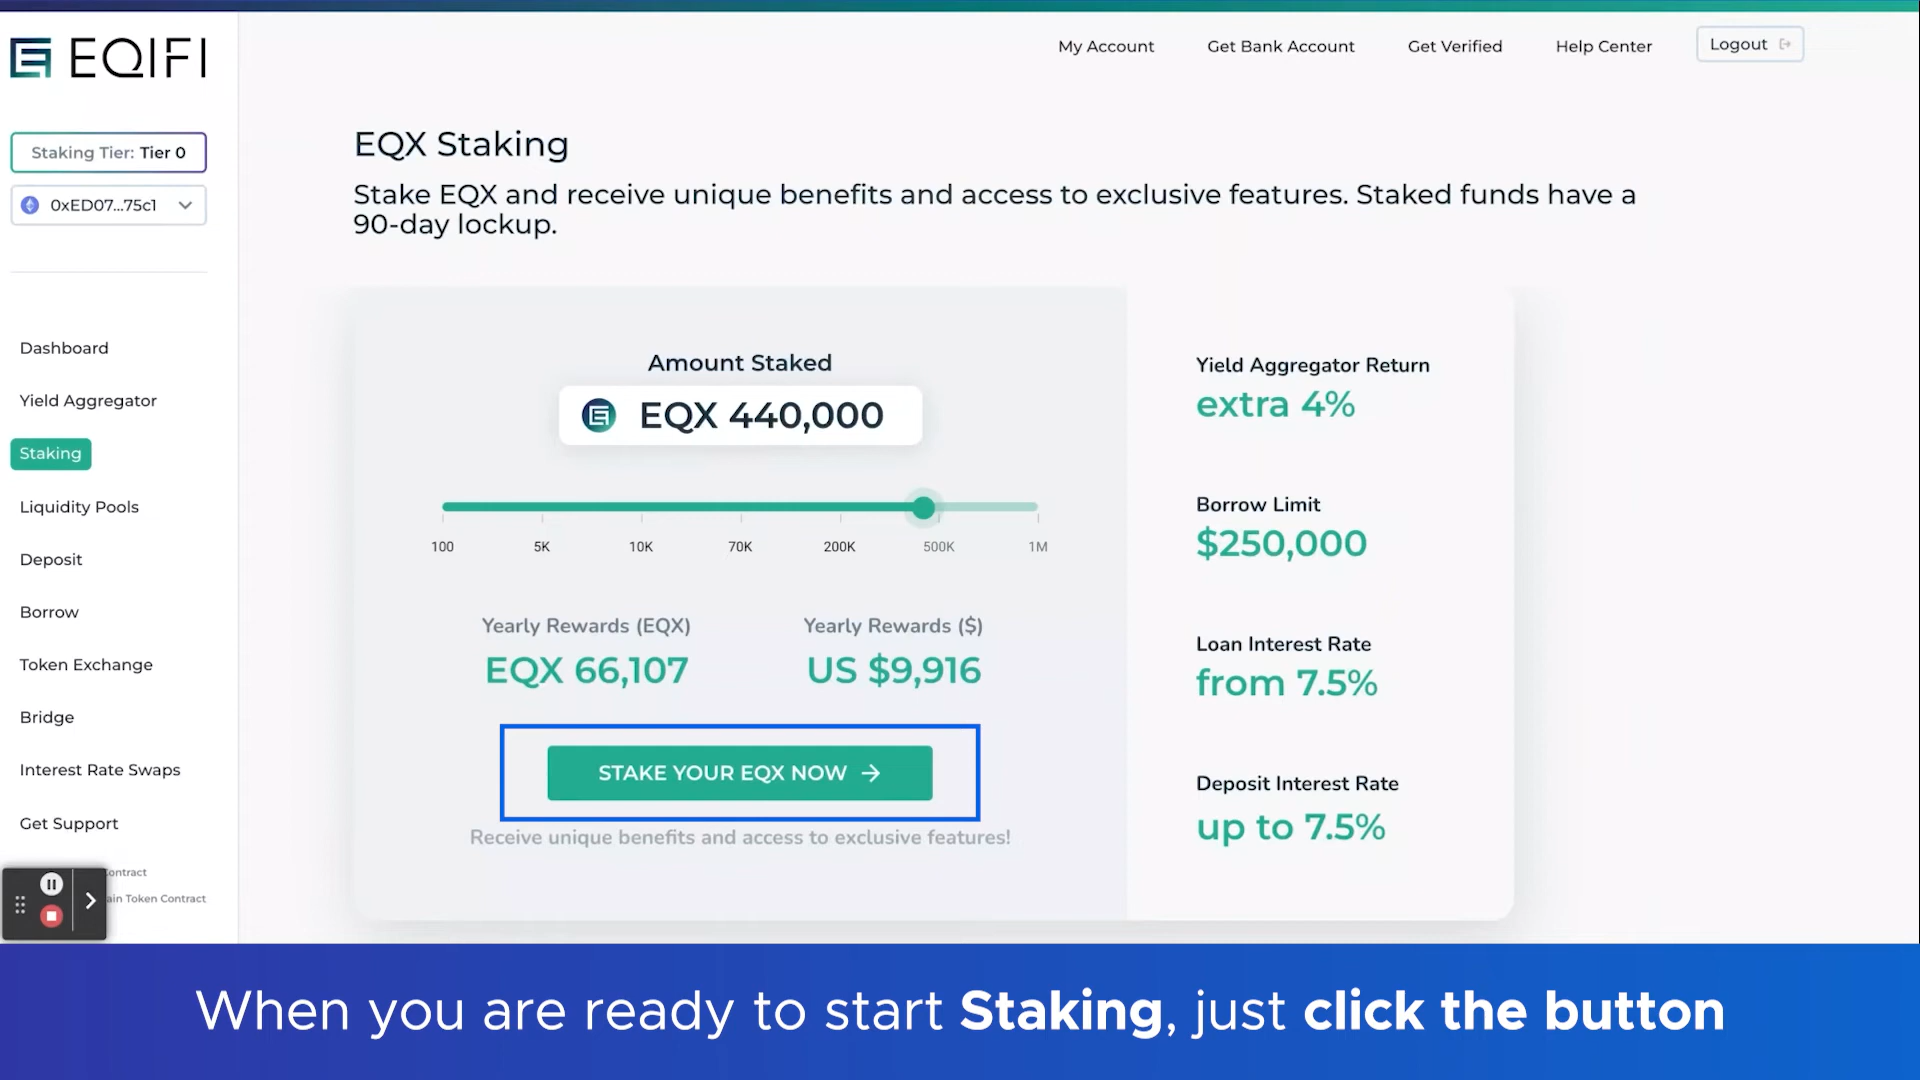 EQIFI
My Account
Get Bank Account
Get Verified
Help Center
Logout
Staking Tier: Tier 0
0xED07...75c1
Dashboard
Yield Aggregator
Staking
Liquidity Pools
Deposit
Borrow
Token Exchange
Bridge
Interest Rate Swaps
Get Support
ontract
ain Token Contract
EQX Staking
Stake EQX and receive unique benefits and access to exclusive features. Staked funds have a
90-day lockup.
Amount Staked
EQX 440,000
100
5K
10K
70K
200K
500K
1M
Yearly Rewards (EQX)
EQX 66,107
Yearly Rewards ($)
US $9,916
STAKE YOUR EQX NOW →
Receive unique benefits and access to exclusive features!
Yield Aggregator Return
extra 4%
Borrow Limit
$250,000
Loan Interest Rate
from 7.5%
Deposit Interest Rate
up to 7.5%
When you are ready to start Staking, just click the button